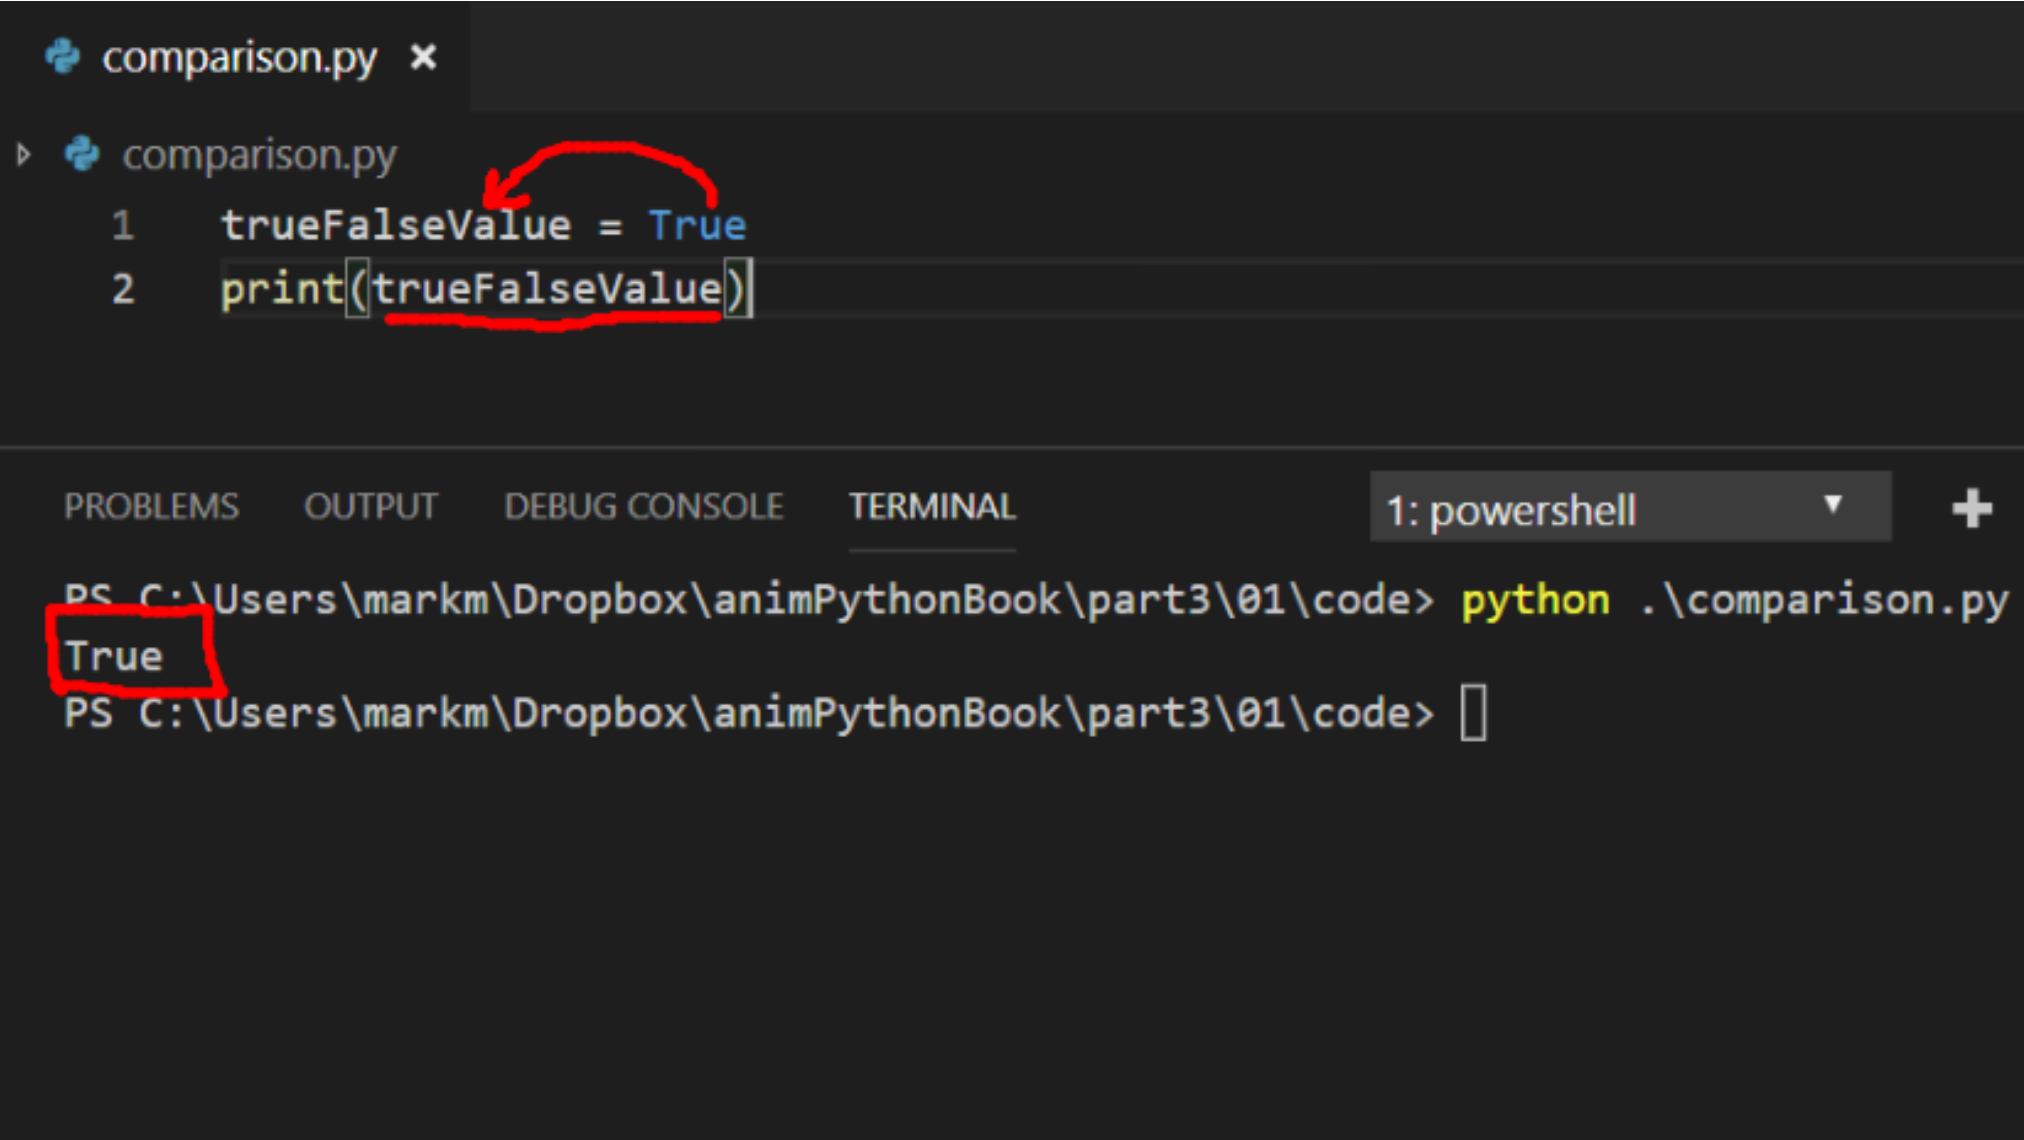 comparison.py ×
comparison.py
1 trueFalseValue = True
2 print(trueFalseValue)
PROBLEMS OUTPUT DEBUG CONSOLE TERMINAL 1: powershell
PS C:\Users\markm\Dropbox\animPythonBook\part3\01\code> python .\comparison.py
True
PS C:\Users\markm\Dropbox\animPythonBook\part3\01\code>